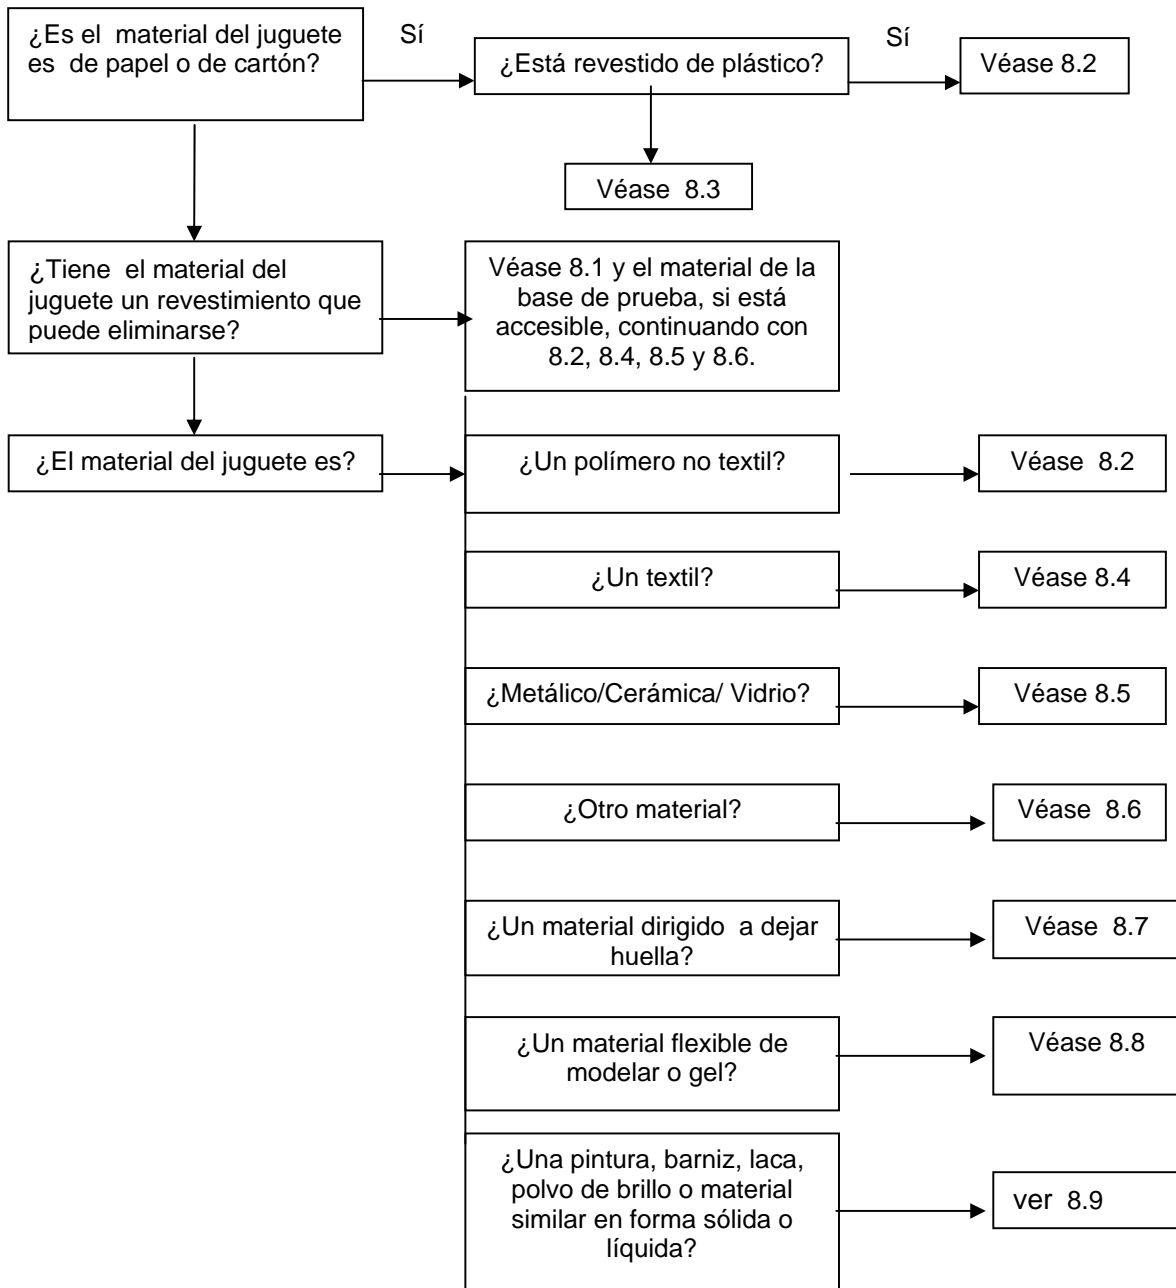 ¿Es el material del juguete
es de papel o de cartón?
Sí
¿Está revestido de plástico?
Sí
Véase 8.2
Véase 8.3
¿Tiene el material del
juguete un revestimiento que
puede eliminarse?
Véase 8.1 y el material de la
base de prueba, si está
accesible, continuando con
8.2, 8.4, 8.5 y 8.6.
¿El material del juguete es?
¿Un polímero no textil?
Véase 8.2
¿Un textil?
Véase 8.4
¿Metálico/Cerámica/ Vidrio?
Véase 8.5
¿Otro material?
Véase 8.6
¿Un material dirigido a dejar
huella?
Véase 8.7
¿Un material flexible de
modelar o gel?
Véase 8.8
¿Una pintura, barniz, laca,
polvo de brillo o material
similar en forma sólida o
líquida?
ver 8.9